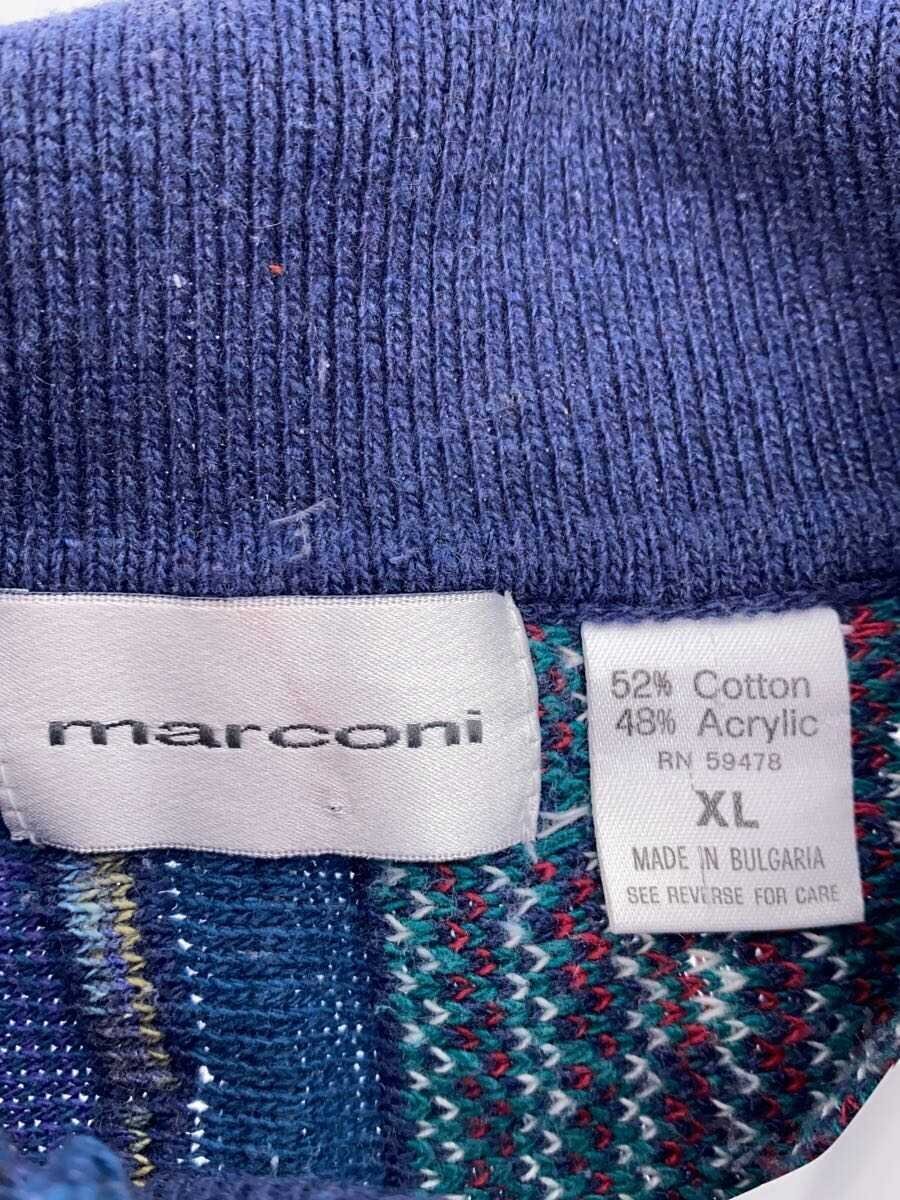 marconi
52% Cotton
48% Acrylic
RN 59478
XL
MADE IN BULGARIA
SEE REVERSE FOR CARE